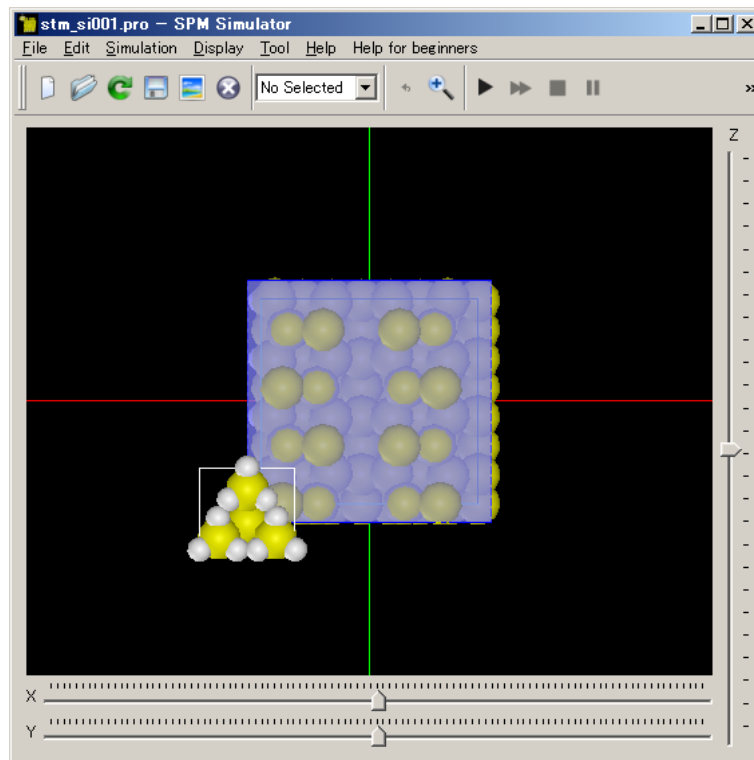 stm_si001.pro – SPM Simulator
File Edit Simulation Display Tool Help Help for beginners
No Selected
»
Z
X
Y